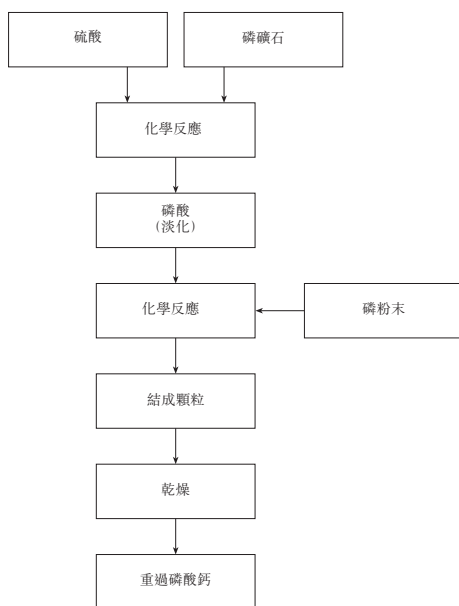 硫酸
磷礦石
化學反應
磷酸
(淡化)
化學反應
磷粉末
結成顆粒
乾燥
重過磷酸鈣